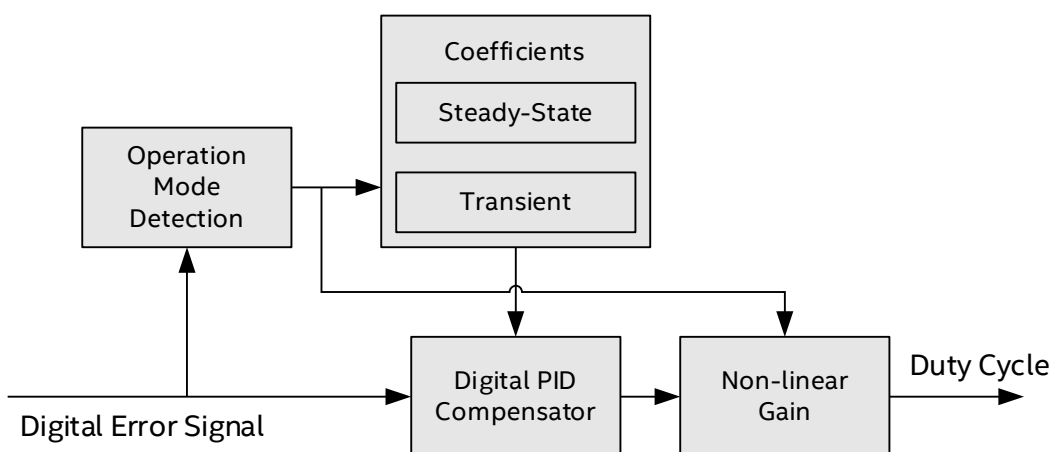 Coefficients
Steady-State
Transient
Operation
Mode
Detection
Digital Error Signal
Digital PID
Compensator
Non-linear
Gain
Duty Cycle